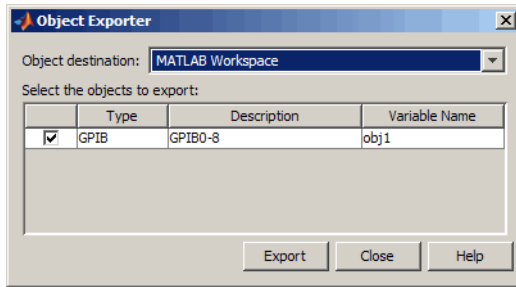 Object Exporter
Object destination: MATLAB Workspace
Select the objects to export:
Type Description Variable Name
GPIB GPIB0-8 obj1
Export Close Help